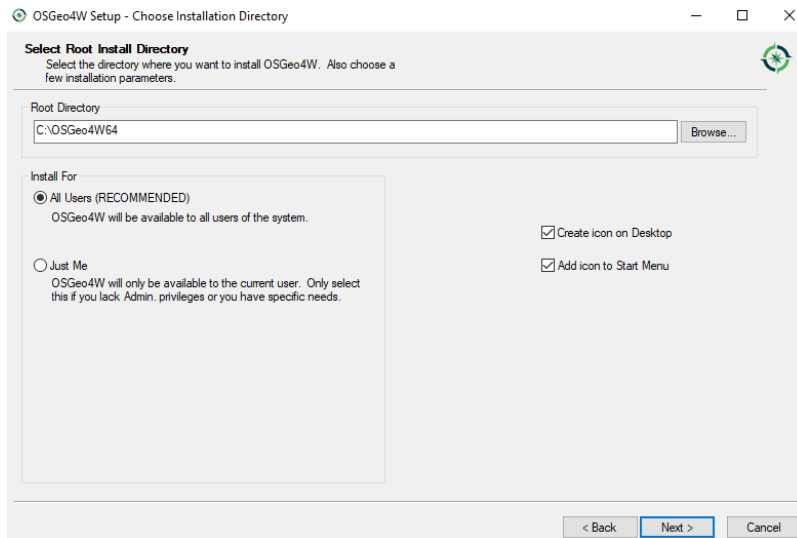 OSGeo4W Setup - Choose Installation Directory
Select Root Install Directory
Select the directory where you want to install OSGeo4W.  Also choose a
few installation parameters.
Root Directory
C:\OSGeo4W64
Browse...
Install For
All Users (RECOMMENDED)
OSGeo4W will be available to all users of the system.
Just Me
OSGeo4W will only be available to the current user.  Only select
this if you lack Admin. privileges or you have specific needs.
Create icon on Desktop
Add icon to Start Menu
< Back
Next >
Cancel